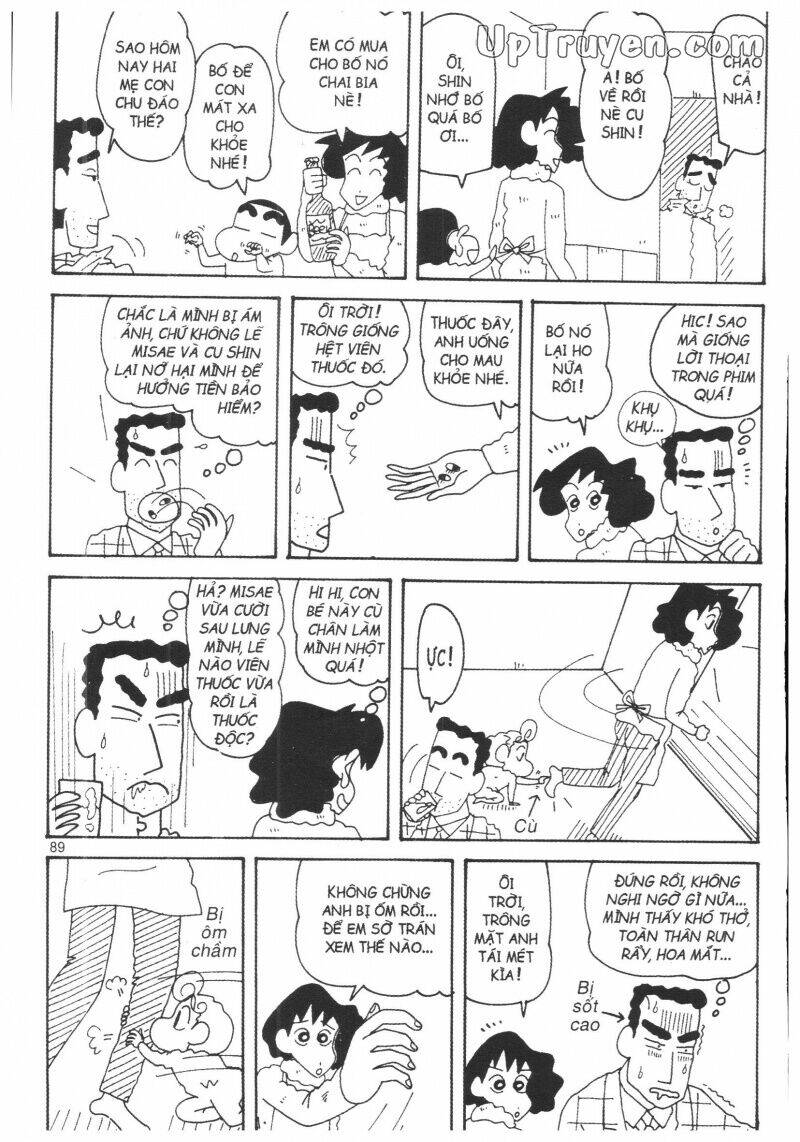 UpTruyen.com
CHÀO
CẢ
NHÀ!
A! BỐ
VỀ RỒI
NÈ CU
SHIN!
ÔI,
SHIN
NHỚ BỐ
QUÁ BỐ
ƠI...
EM CÓ MUA
CHO BỐ NÓ
CHAI BIA
NÈ!
BỐ ĐỂ
CON
MÁT XA
CHO
KHỎE
NHÉ!
SAO HÔM
NAY HAI
MẸ CON
CHU ĐÁO
THẾ?
HIC! SAO
MÀ GIỐNG
LỜI THOẠI
TRONG PHIM
QUÁ!
KHỤ
KHỤ...
BỐ NÓ
LẠI HO
NỮA
RỒI!
THUỐC ĐÂY,
ANH UỐNG
CHO MAU
KHỎE NHÉ.
ÔI TRỜI!
TRÔNG GIỐNG
HỆT VIÊN
THUỐC ĐÓ.
CHẮC LÀ MÌNH BỊ ÁM
ẢNH, CHỨ KHÔNG LẼ
MISAE VÀ CU SHIN
LẠI NỠ HẠI MÌNH ĐỂ
HƯỞNG TIỀN BẢO
HIỂM?
ỰC!
Cù
HI HI, CON
BÉ NÀY CÙ
CHÂN LÀM
MÌNH NHỘT
QUÁ!
HẢ? MISAE
VỪA CƯỜI
SAU LƯNG
MÌNH, LẼ
NÀO VIÊN
THUỐC VỪA
RỒI LÀ
THUỐC
ĐỘC?
89
ĐÚNG RỒI, KHÔNG
NGHI NGỜ GÌ NỮA...
MÌNH THẤY KHÓ THỞ,
TOÀN THÂN RUN
RẨY, HOA MẮT...
Bị
sốt
cao
ÔI
TRỜI,
TRÔNG
MẶT ANH
TÁI MÉT
KÌA!
KHÔNG CHỪNG
ANH BỊ ỐM RỒI...
ĐỂ EM SỜ TRÁN
XEM THẾ NÀO...
Bị
ôm
chầm